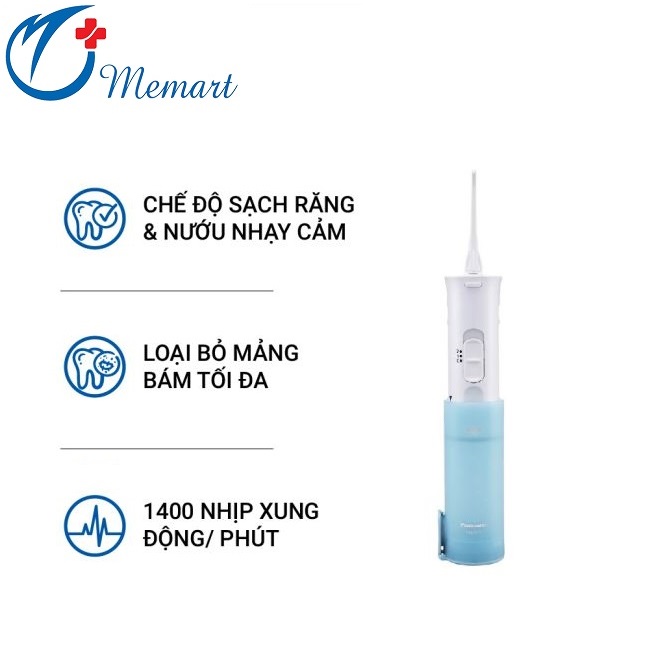 Memart
CHẾ ĐỘ SẠCH RĂNG
& NƯỚU NHẠY CẢM
LOẠI BỎ MẢNG
BÁM TỐI ĐA
1400 NHỊP XUNG
ĐỘNG/ PHÚT
Panasonic